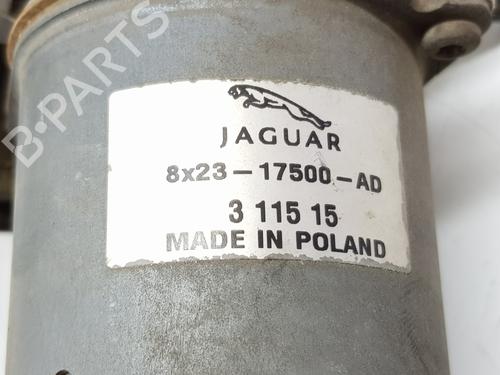 B-PARTS
JAGUAR
8x23-17500-AD
3 115 15
MADE IN POLAND